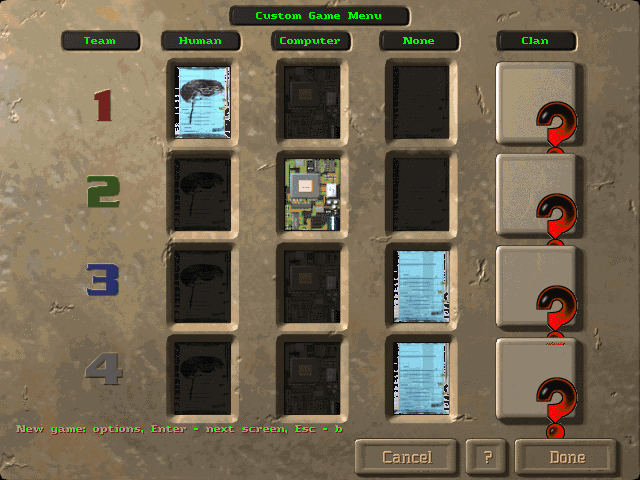 Custom Game Menu
Team Human Computer None Clan
1 ?
2 ?
3 ?
4 ?
New game: options, Enter - next screen, Esc - b
Cancel ? Done